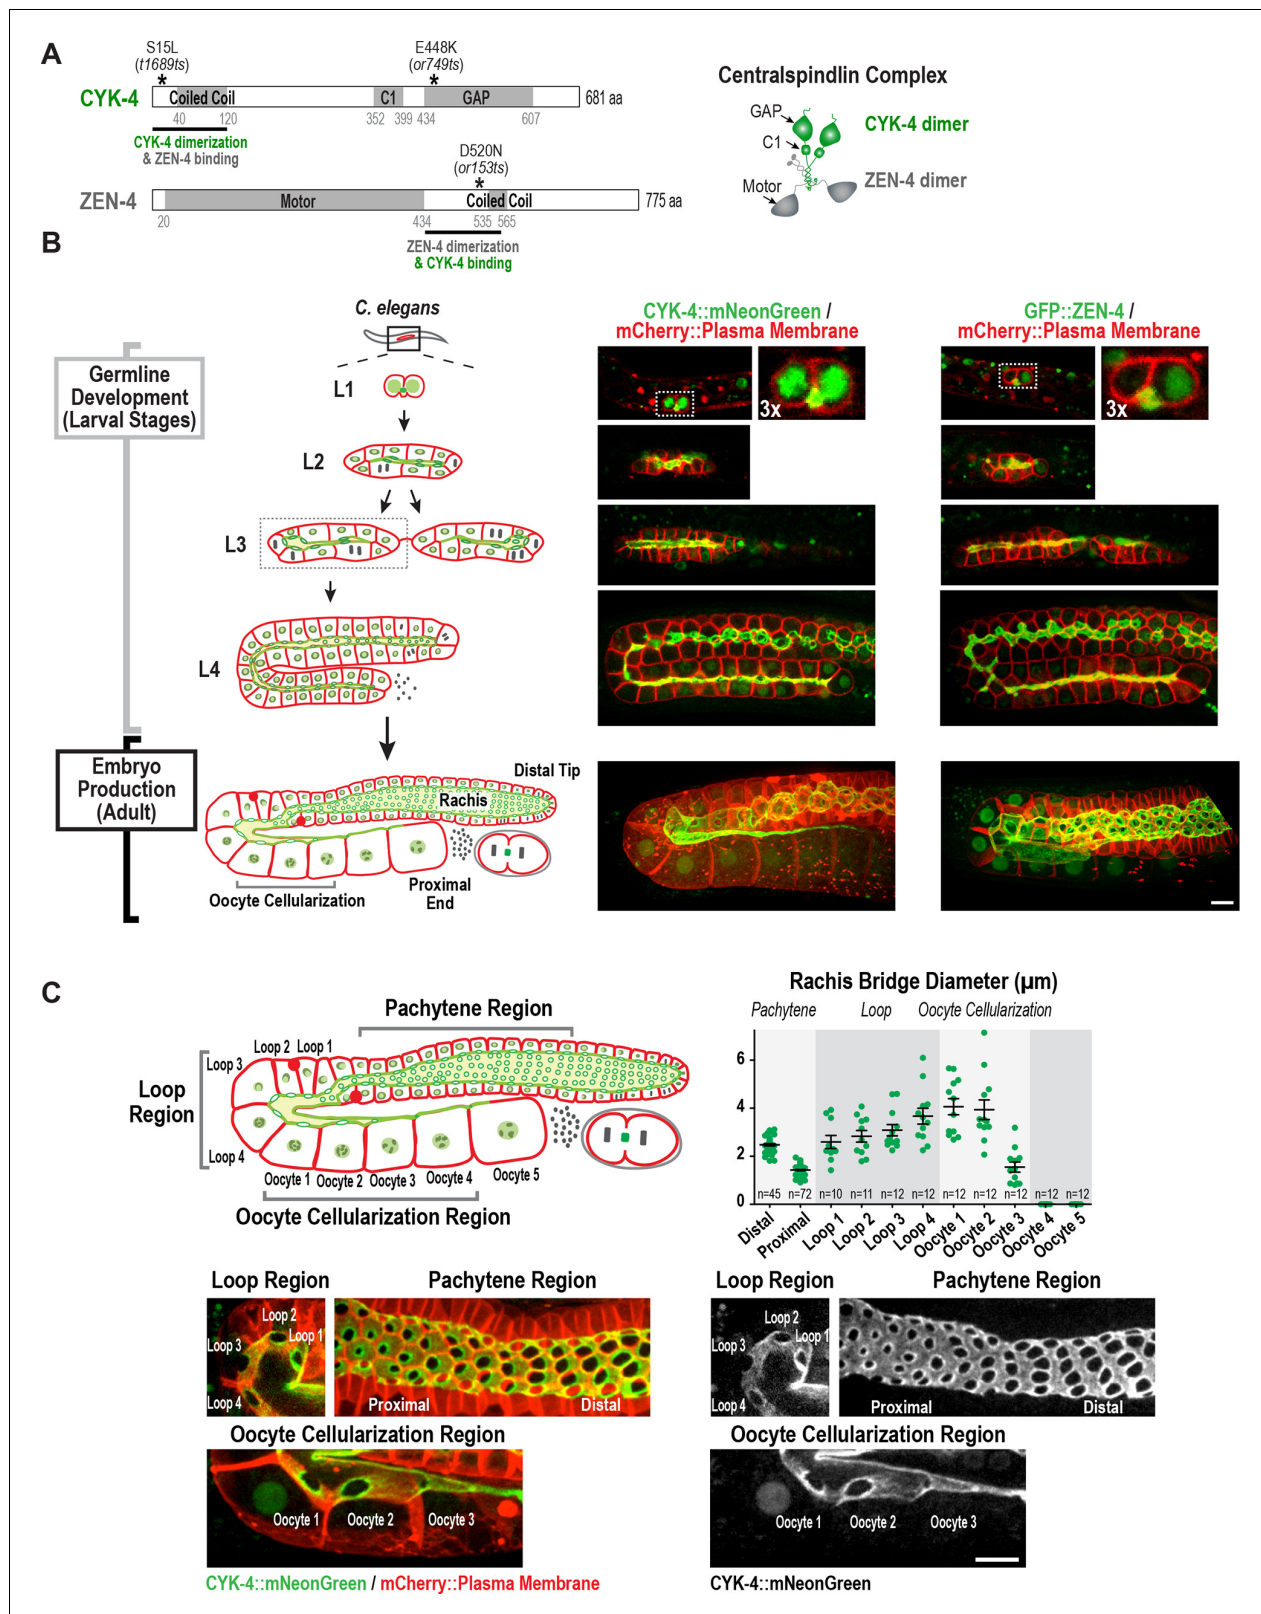 A
S15L
(t1689ts)
*
E448K
(or749ts)
*
CYK-4
Coiled Coil
C1
GAP
681 aa
40
120
352
399
434
607
CYK-4 dimerization
& ZEN-4 binding
D520N
(or153ts)
*
ZEN-4
Motor
Coiled Coil
775 aa
20
434
535
565
ZEN-4 dimerization
& CYK-4 binding
Centralspindlin Complex
GAP
C1
Motor
CYK-4 dimer
ZEN-4 dimer
B
C. elegans
Germline
Development
(Larval Stages)
L1
L2
L3
L4
Embryo
Production
(Adult)
Distal Tip
Rachis
Oocyte Cellularization
Proximal
End
CYK-4::mNeonGreen /
mCherry::Plasma Membrane
3x
GFP::ZEN-4 /
mCherry::Plasma Membrane
3x
C
Pachytene Region
Loop 3
Loop 2
Loop 1
Loop
Region
Loop 4
Oocyte 1
Oocyte 2
Oocyte 3
Oocyte 4
Oocyte 5
Oocyte Cellularization Region
Rachis Bridge Diameter (µm)
Pachytene
Loop
Oocyte Cellularization
6
4
2
0
n=45
n=72
n=10
n=11
n=12
n=12
n=12
n=12
n=12
n=12
n=12
Distal
Proximal
Loop 1
Loop 2
Loop 3
Loop 4
Oocyte 1
Oocyte 2
Oocyte 3
Oocyte 4
Oocyte 5
Loop Region
Pachytene Region
Loop 2
Loop 1
Loop 3
Loop 4
Proximal
Distal
Oocyte Cellularization Region
Oocyte 1
Oocyte 2
Oocyte 3
CYK-4::mNeonGreen / mCherry::Plasma Membrane
Loop Region
Pachytene Region
Loop 2
Loop 1
Loop 3
Loop 4
Proximal
Distal
Oocyte Cellularization Region
Oocyte 1
Oocyte 2
Oocyte 3
CYK-4::mNeonGreen